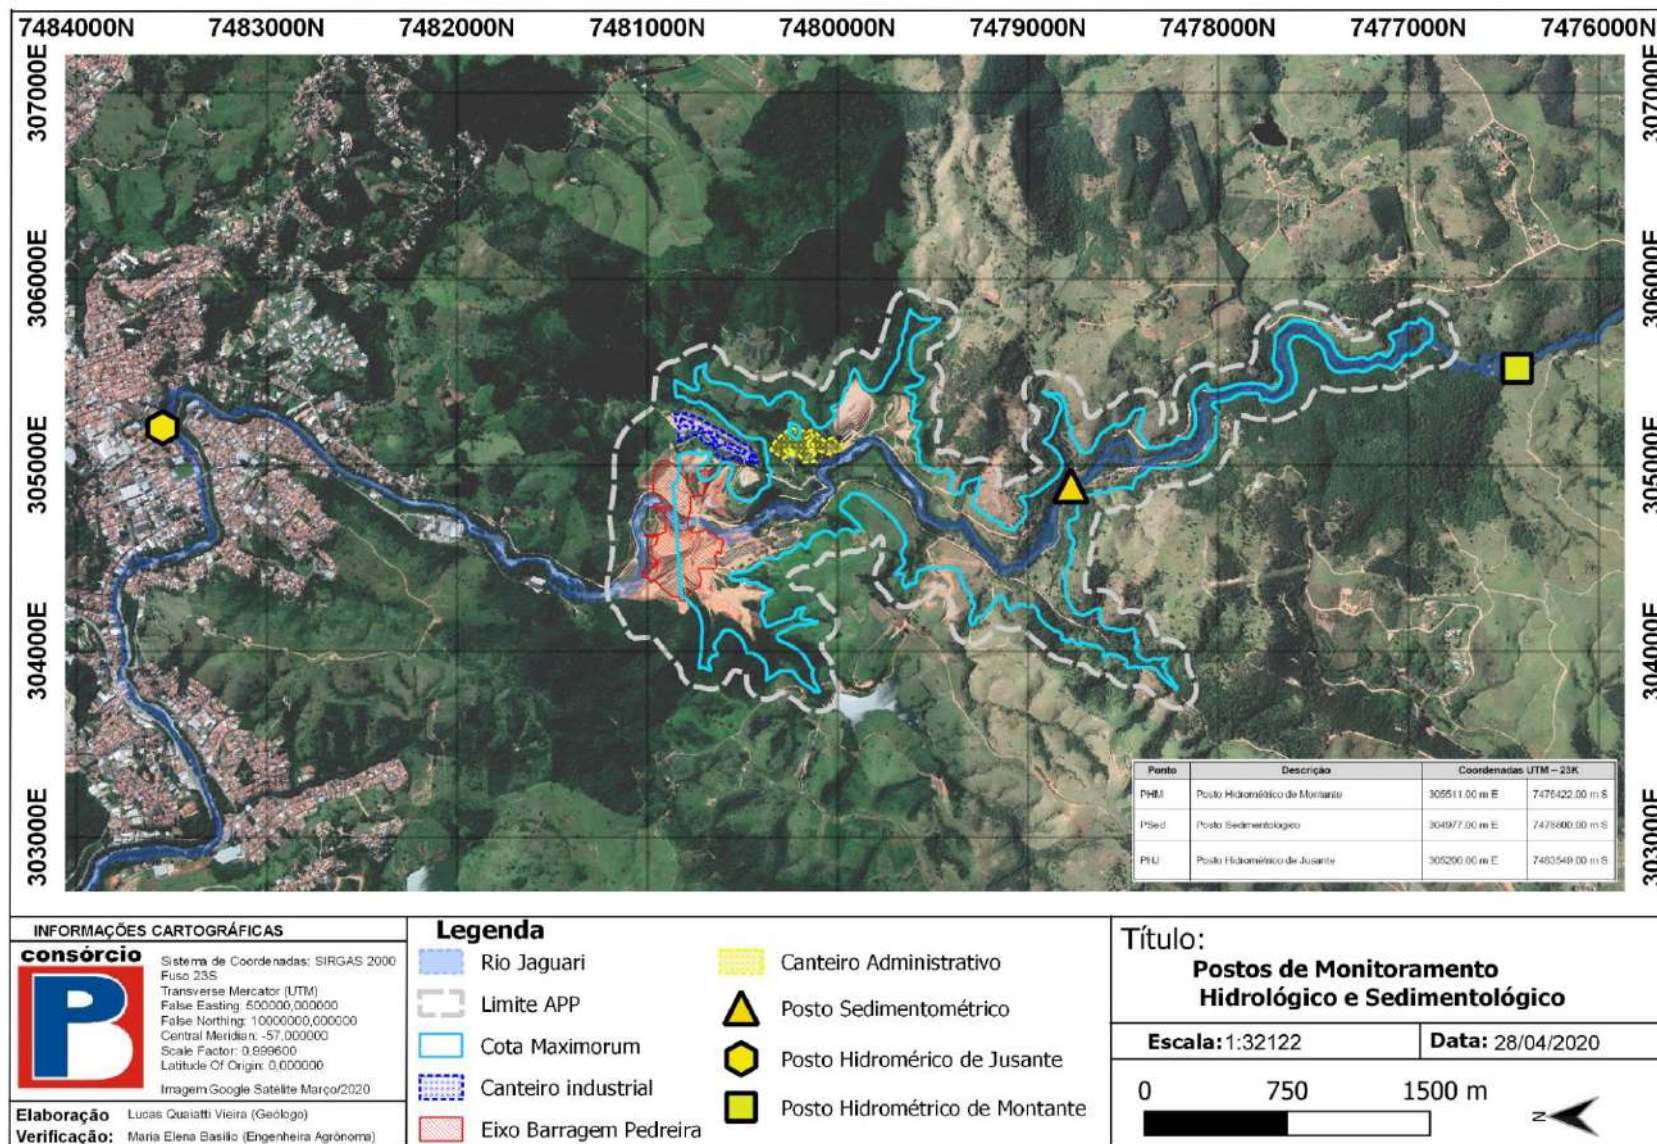 7484000N 7483000N 7482000N 7481000N 7480000N 7479000N 7478000N 7477000N 7476000N
307000E 307000E
306000E 306000E
305000E 305000E
304000E 304000E
303000E 303000E
Ponto Descrição Coordenadas UTM – 23K
PHM Posto Hidrométrico de Montante 305511.00 m E 7476422.00 m S
PSed Posto Sedimentológico 304977.00 m E 7478800.00 m S
PHJ Posto Hidrométrico de Jusante 305200.00 m E 7483549.00 m S
INFORMAÇÕES CARTOGRÁFICAS
consórcio
PB
Sistema de Coordenadas: SIRGAS 2000
Fuso 23S
Transverse Mercator (UTM)
False Easting: 500000,000000
False Northing: 10000000,000000
Central Meridian: -57,000000
Scale Factor: 0,999600
Latitude Of Origin: 0,000000
Imagem Google Satélite Março/2020
Elaboração Lucas Quaiatti Vieira (Geólogo)
Verificação: Maria Elena Basilio (Engenheira Agrônoma)
Legenda
Rio Jaguari
Limite APP
Cota Maximorum
Canteiro industrial
Eixo Barragem Pedreira
Canteiro Administrativo
Posto Sedimentométrico
Posto Hidromérico de Jusante
Posto Hidrométrico de Montante
Título:
Postos de Monitoramento
Hidrológico e Sedimentológico
Escala: 1:32122 Data: 28/04/2020
0 750 1500 m
N